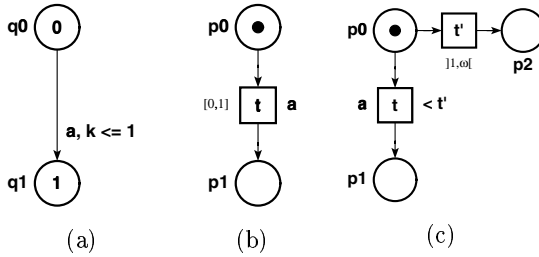 q0 0
a, k <= 1
q1 1
(a)
p0
[0,1] t a
p1
(b)
p0 t'
]1,ω[
p2
a t < t'
p1
(c)